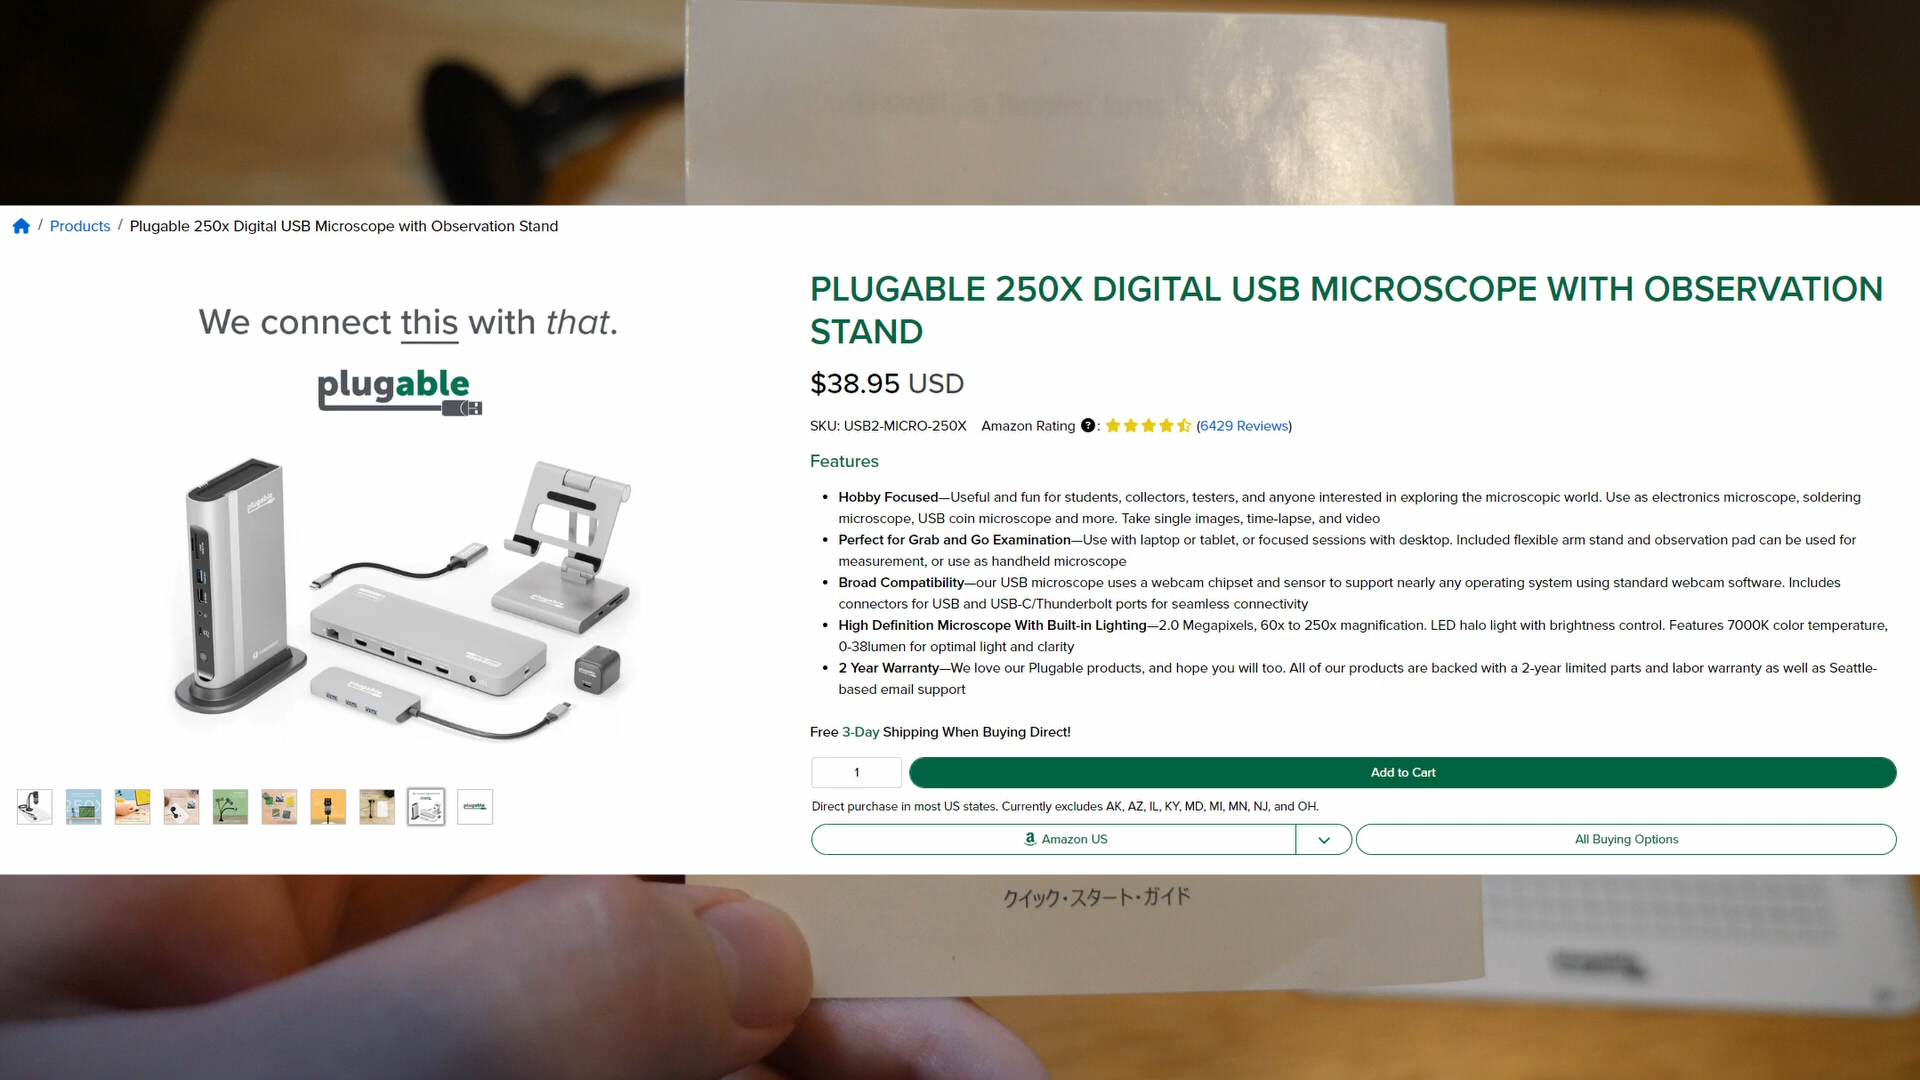 Products / Plugable 250x Digital USB Microscope with Observation Stand
We connect this with that.
plugable
PLUGABLE 250X DIGITAL USB MICROSCOPE WITH OBSERVATION
STAND
$38.95 USD
SKU: USB2-MICRO-250X Amazon Rating ?: (6429 Reviews)
Features
• Hobby Focused—Useful and fun for students, collectors, testers, and anyone interested in exploring the microscopic world. Use as electronics microscope, soldering
microscope, USB coin microscope and more. Take single images, time-lapse, and video
• Perfect for Grab and Go Examination—Use with laptop or tablet, or focused sessions with desktop. Included flexible arm stand and observation pad can be used for
measurement, or use as handheld microscope
• Broad Compatibility—our USB microscope uses a webcam chipset and sensor to support nearly any operating system using standard webcam software. Includes
connectors for USB and USB-C/Thunderbolt ports for seamless connectivity
• High Definition Microscope With Built-in Lighting—2.0 Megapixels, 60x to 250x magnification. LED halo light with brightness control. Features 7000K color temperature,
0-38lumen for optimal light and clarity
• 2 Year Warranty—We love our Plugable products, and hope you will too. All of our products are backed with a 2-year limited parts and labor warranty as well as Seattle-
based email support
Free 3-Day Shipping When Buying Direct!
1
Add to Cart
Direct purchase in most US states. Currently excludes AK, AZ, IL, KY, MD, MI, MN, NJ, and OH.
Amazon US
All Buying Options
クイック・スタート・ガイド